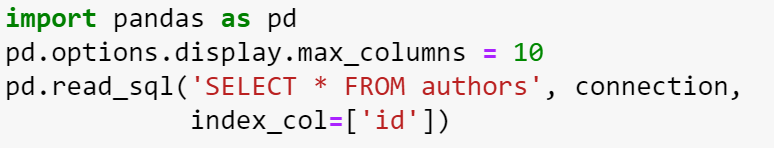 import pandas as pd
pd.options.display.max_columns = 10
pd.read_sql('SELECT * FROM authors', connection,
            index_col=['id'])